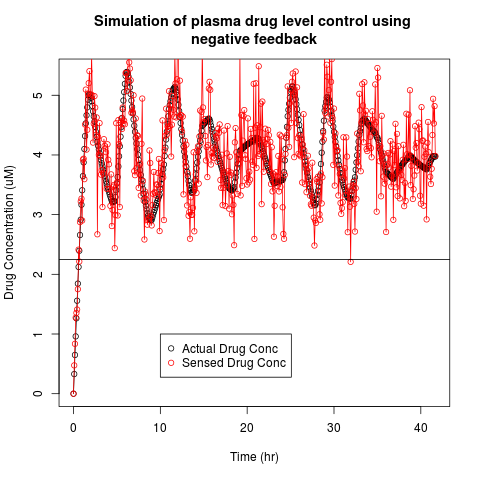 Simulation of plasma drug level control using
negative feedback
Drug Concentration (uM)
5
4
3
2
1
0
Actual Drug Conc
Sensed Drug Conc
0 10 20 30 40
Time (hr)